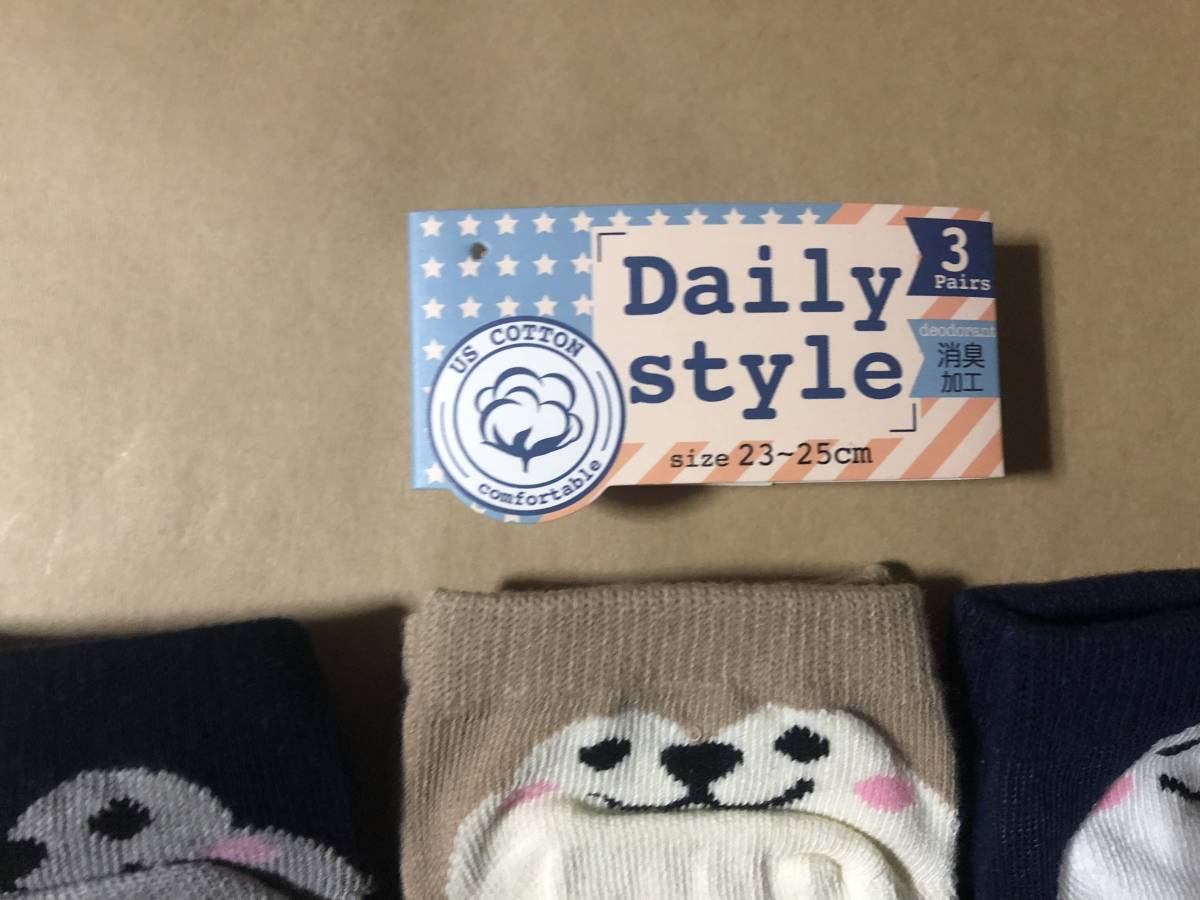 Daily
style
3
Pairs
deodorant
消臭
加工
US COTTON
comfortable
size 23~25cm